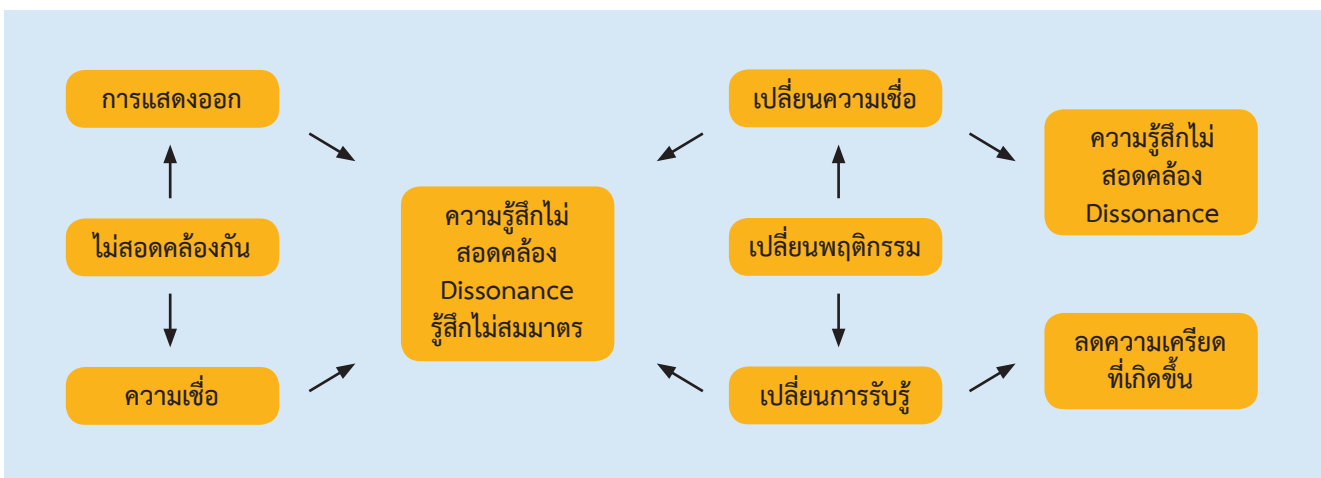 การแสดงออก
ไม่สอดคล้องกัน
ความเชื่อ
ความรู้สึกไม่
สอดคล้อง
Dissonance
รู้สึกไม่สมมาตร
เปลี่ยนความเชื่อ
เปลี่ยนพฤติกรรม
เปลี่ยนการรับรู้
ความรู้สึกไม่
สอดคล้อง
Dissonance
ลดความเครียด
ที่เกิดขึ้น